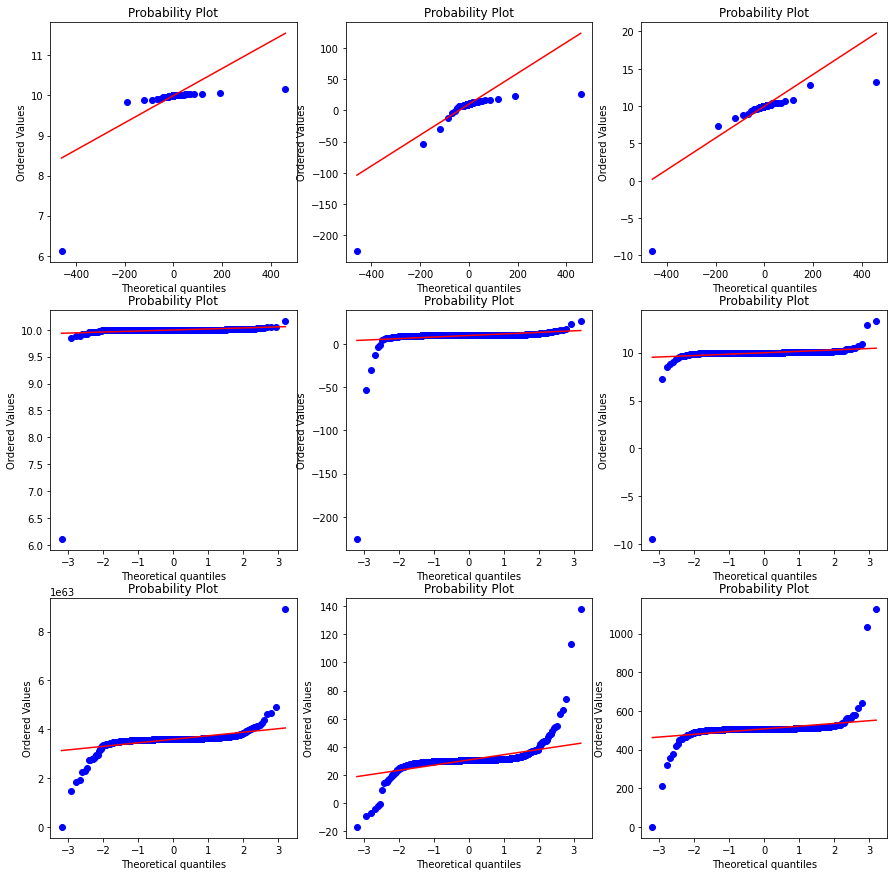 Probability Plot Probability Plot Probability Plot
Ordered Values
11
10
9
8
7
6
−400 −200 0 200 400
Theoretical quantiles
Ordered Values
100
50
0
−50
−100
−150
−200
−400 −200 0 200 400
Theoretical quantiles
Ordered Values
20
15
10
5
0
−5
−10
−400 −200 0 200 400
Theoretical quantiles
Probability Plot Probability Plot Probability Plot
Ordered Values
10.0
9.5
9.0
8.5
8.0
7.5
7.0
6.5
6.0
−3 −2 −1 0 1 2 3
Theoretical quantiles
Ordered Values
0
−50
−100
−150
−200
−3 −2 −1 0 1 2 3
Theoretical quantiles
Ordered Values
10
5
0
−5
−10
−3 −2 −1 0 1 2 3
Theoretical quantiles
Probability Plot Probability Plot Probability Plot
1e63
Ordered Values
8
6
4
2
0
−3 −2 −1 0 1 2 3
Theoretical quantiles
Ordered Values
140
120
100
80
60
40
20
0
−20
−3 −2 −1 0 1 2 3
Theoretical quantiles
Ordered Values
1000
800
600
400
200
0
−3 −2 −1 0 1 2 3
Theoretical quantiles